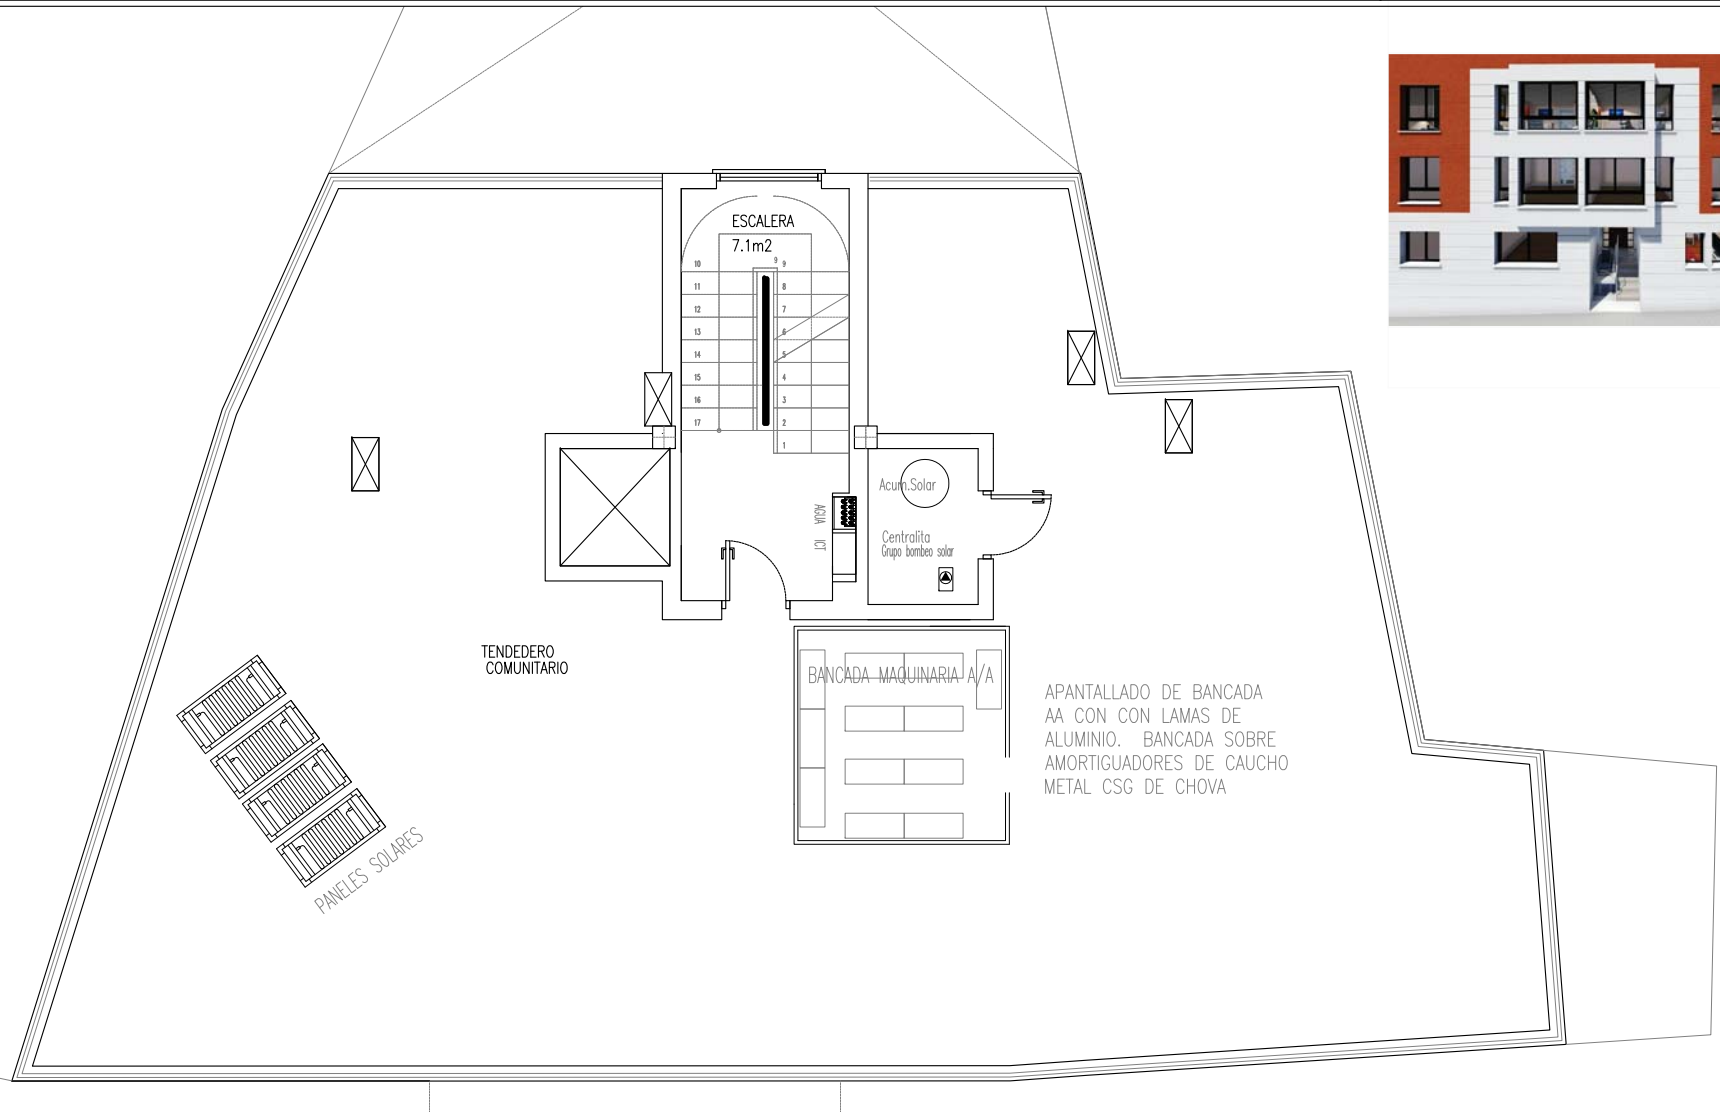 ESCALERA
7.1m2
9
10
9
11
8
12
7
13
6
14
5
15
4
16
3
17
2
1
AGUA
ICT
Acum.Solar
Centralita
Grupo bombeo solar
TENDEDERO
COMUNITARIO
BANCADA MAQUINARIA A/A
APANTALLADO DE BANCADA
AA CON CON LAMAS DE
ALUMINIO. BANCADA SOBRE
AMORTIGUADORES DE CAUCHO
METAL CSG DE CHOVA
PANELES SOLARES